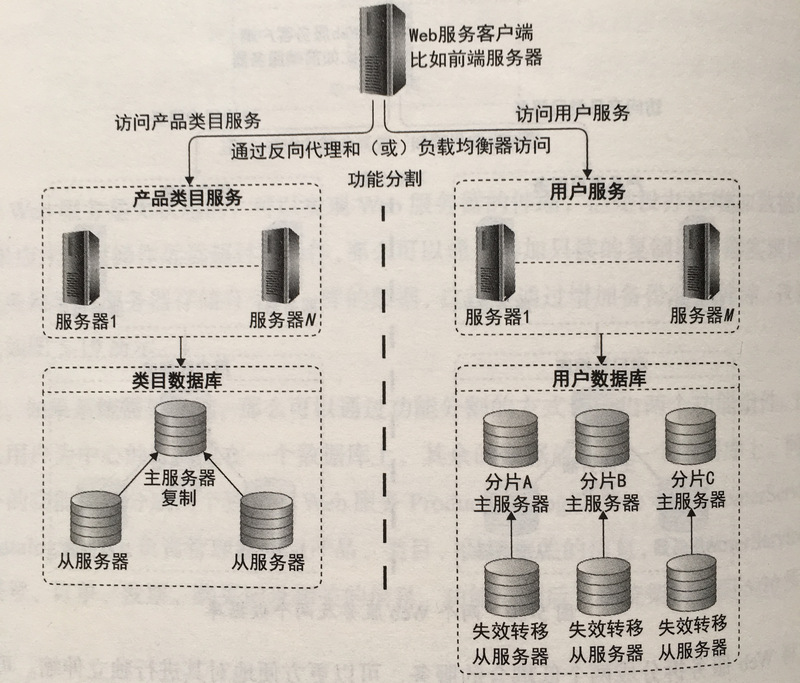 Web服务客户端
比如前端服务器
访问产品类目服务
访问用户服务
通过反向代理和（或）负载均衡器访问
功能分割
产品类目服务
服务器1
服务器N
用户服务
服务器1
服务器M
类目数据库
主服务器
复制
从服务器
从服务器
用户数据库
分片A
主服务器
分片B
主服务器
分片C
主服务器
失效转移
从服务器
失效转移
从服务器
失效转移
从服务器